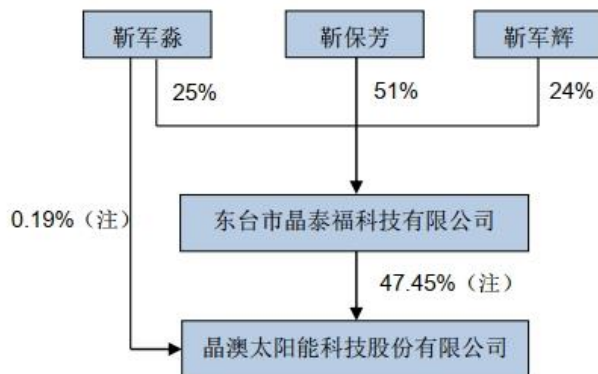 靳军淼 靳保芳 靳军辉
25% 51% 24%
东台市晶泰福科技有限公司
0.19%（注）
47.45%（注）
晶澳太阳能科技股份有限公司